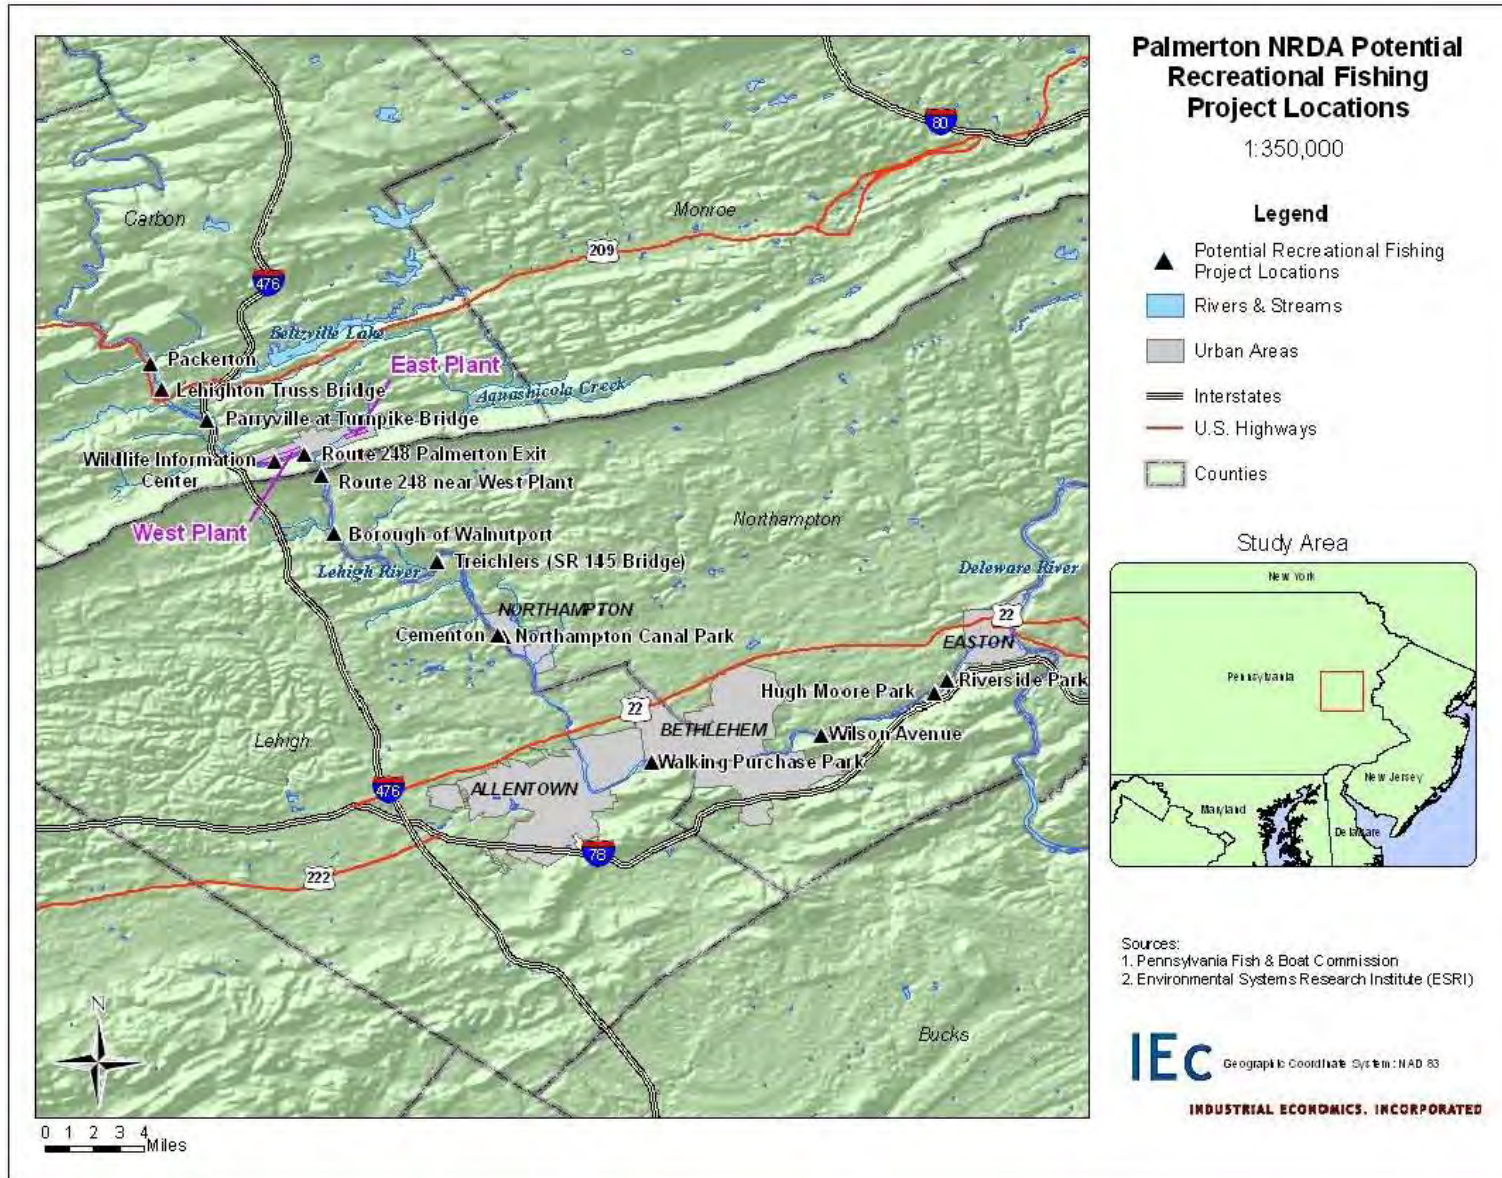 Palmerton NRDA Potential
Recreational Fishing
Project Locations
1:350,000
Legend
Potential Recreational Fishing
Project Locations
Rivers & Streams
Urban Areas
Interstates
U.S. Highways
Counties
Study Area
New York
Pennsylvania
New Jersey
Maryland
Delaware
Sources:
1. Pennsylvania Fish & Boat Commission
2. Environmental Systems Research Institute (ESRI)
IEc
Geographic Coordinate System: NAD 83
INDUSTRIAL ECONOMICS, INCORPORATED
80
Carbon
Monroe
209
476
Beltzville Lake
Packerton
East Plant
Lehighton Truss Bridge
Aquashicola Creek
Parryville at Turnpike Bridge
Wildlife Information
Center
Route 248 Palmerton Exit
Route 248 near West Plant
West Plant
Northampton
Borough of Walnutport
Lehigh River
Treichlers (SR 145 Bridge)
Deleware River
NORTHAMPTON
22
Cementon
Northampton Canal Park
EASTON
Riverside Park
Hugh Moore Park
22
BETHLEHEM
Wilson Avenue
Lehigh
Walking Purchase Park
476
ALLENTOWN
78
222
N
Bucks
0 1 2 3 4
Miles